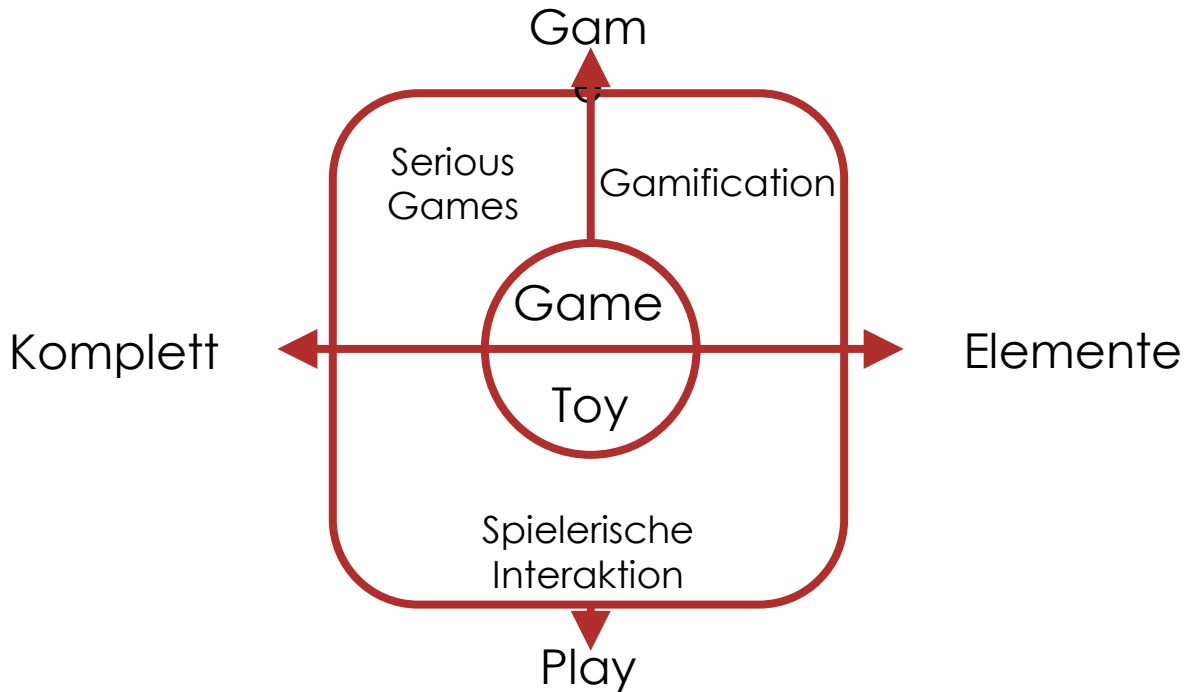 Gam
e
Serious
Games
Gamification
Game
Komplett
Elemente
Toy
Spielerische
Interaktion
Play